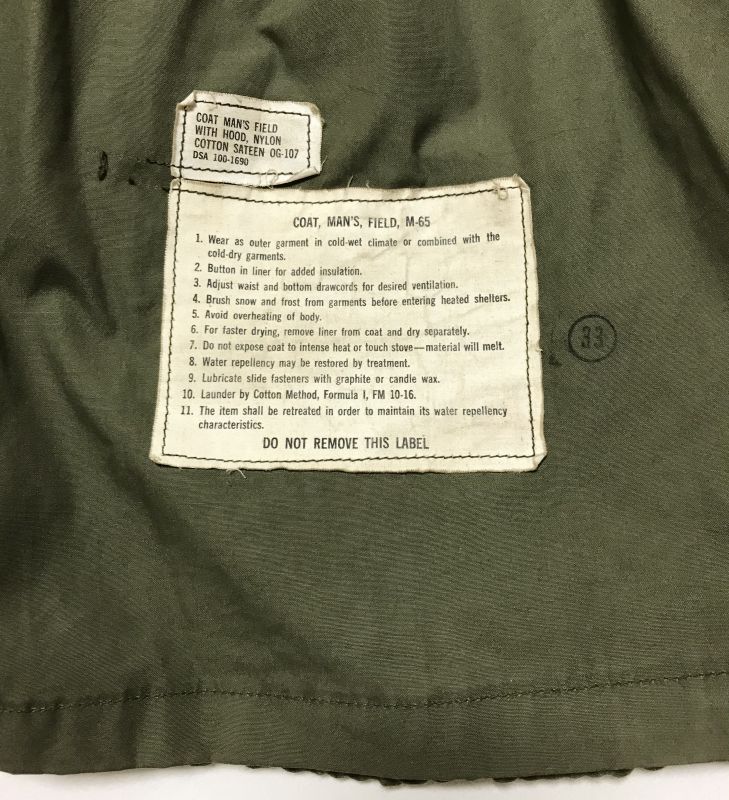 COAT MAN'S FIELD
WITH HOOD, NYLON
COTTON SATEEN OG-107
DSA 100-1690
COAT, MAN'S, FIELD, M-65
1. Wear as outer garment in cold-wet climate or combined with the
cold-dry garments.
2. Button in liner for added insulation.
3. Adjust waist and bottom drawcords for desired ventilation.
4. Brush snow and frost from garments before entering heated shelters.
5. Avoid overheating of body.
6. For faster drying, remove liner from coat and dry separately.
7. Do not expose coat to intense heat or touch stove—material will melt.
8. Water repellency may be restored by treatment.
9. Lubricate slide fasteners with graphite or candle wax.
10. Launder by Cotton Method, Formula I, FM 10-16.
11. The item shall be retreated in order to maintain its water repellency
characteristics.
DO NOT REMOVE THIS LABEL
33